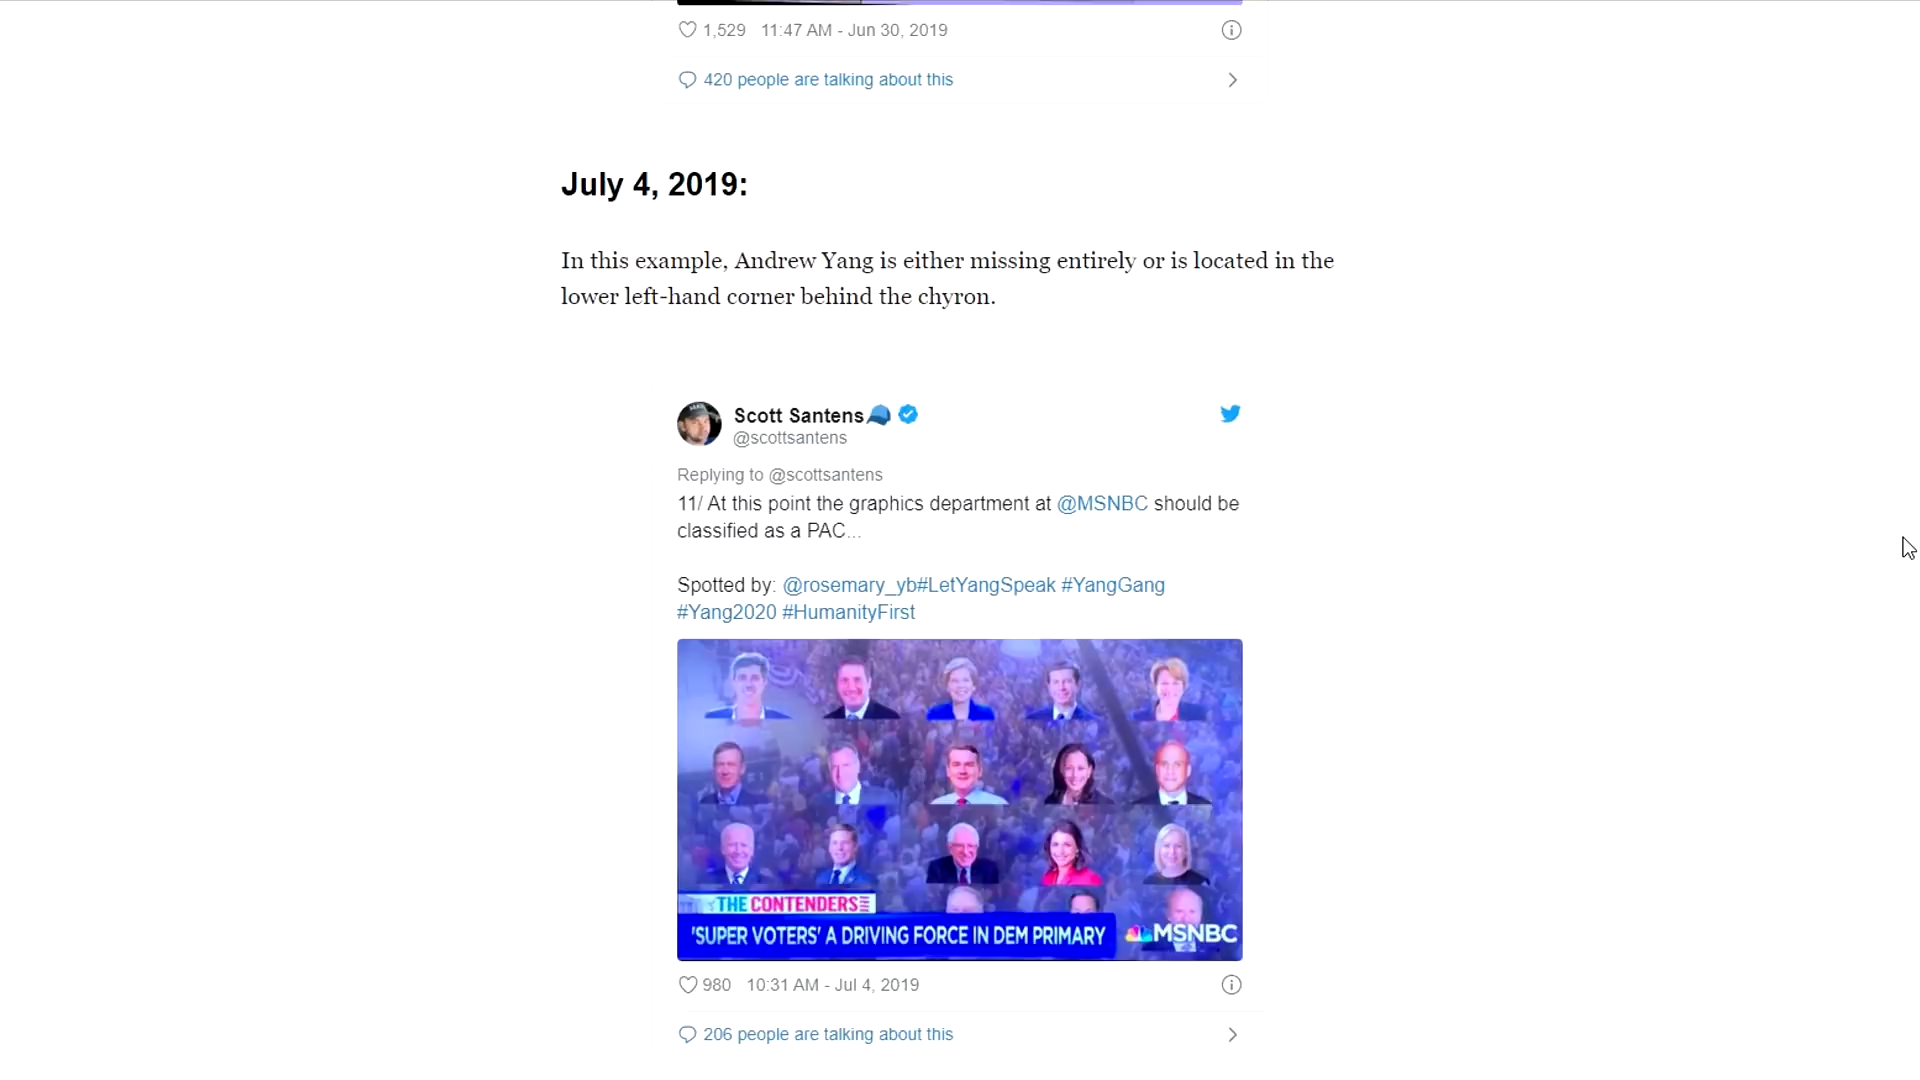 1,529 11:47 AM - Jun 30, 2019
420 people are talking about this
July 4, 2019:
In this example, Andrew Yang is either missing entirely or is located in the
lower left-hand corner behind the chyron.
Scott Santens
@scottsantens
Replying to @scottsantens
11/ At this point the graphics department at @MSNBC should be
classified as a PAC...
Spotted by: @rosemary_yb#LetYangSpeak #YangGang
#Yang2020 #HumanityFirst
THE CONTENDERS
'SUPER VOTERS' A DRIVING FORCE IN DEM PRIMARY
MSNBC
980 10:31 AM - Jul 4, 2019
206 people are talking about this